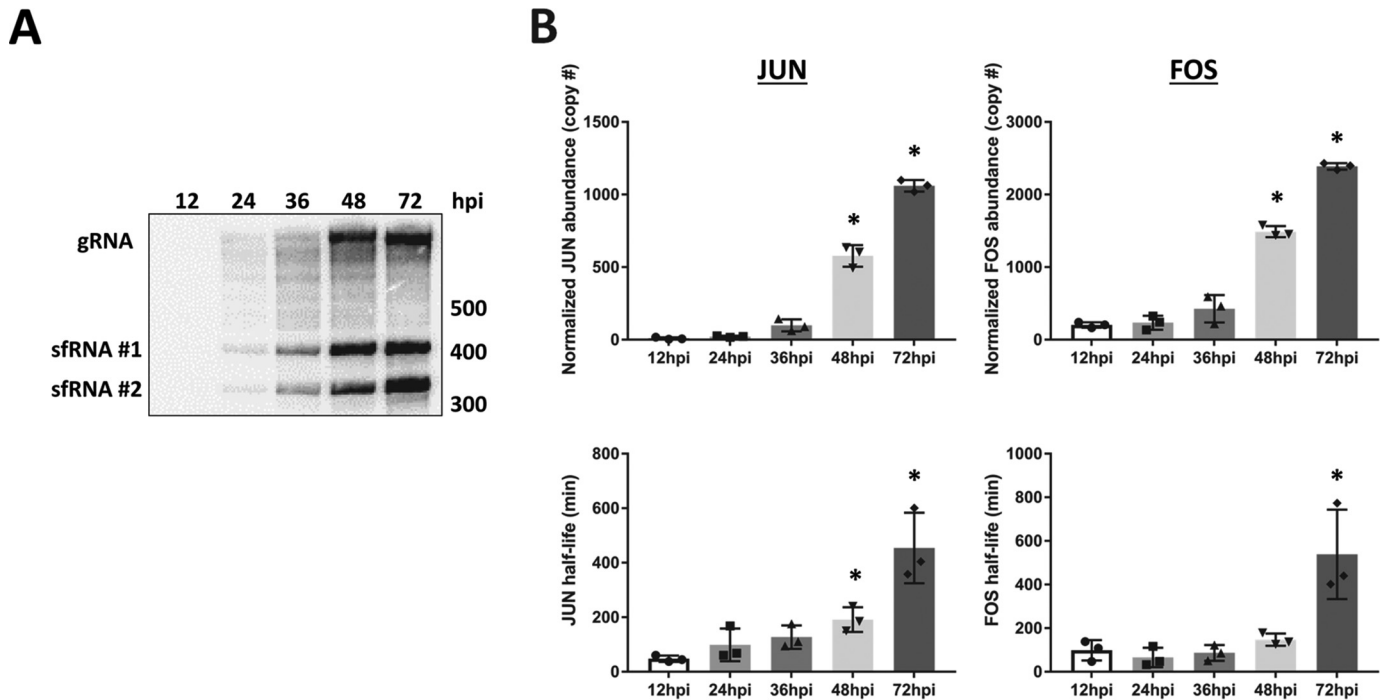 A
12 24 36 48 72 hpi
gRNA
500
sfRNA #1
400
sfRNA #2
300
B
JUN
Normalized JUN abundance (copy #)
1500
1000
500
0
*
*
12hpi 24hpi 36hpi 48hpi 72hpi
FOS
Normalized FOS abundance (copy #)
3000
2000
1000
0
*
*
12hpi 24hpi 36hpi 48hpi 72hpi
JUN half-life (min)
800
600
400
200
0
*
*
12hpi 24hpi 36hpi 48hpi 72hpi
FOS half-life (min)
1000
800
600
400
200
0
*
12hpi 24hpi 36hpi 48hpi 72hpi